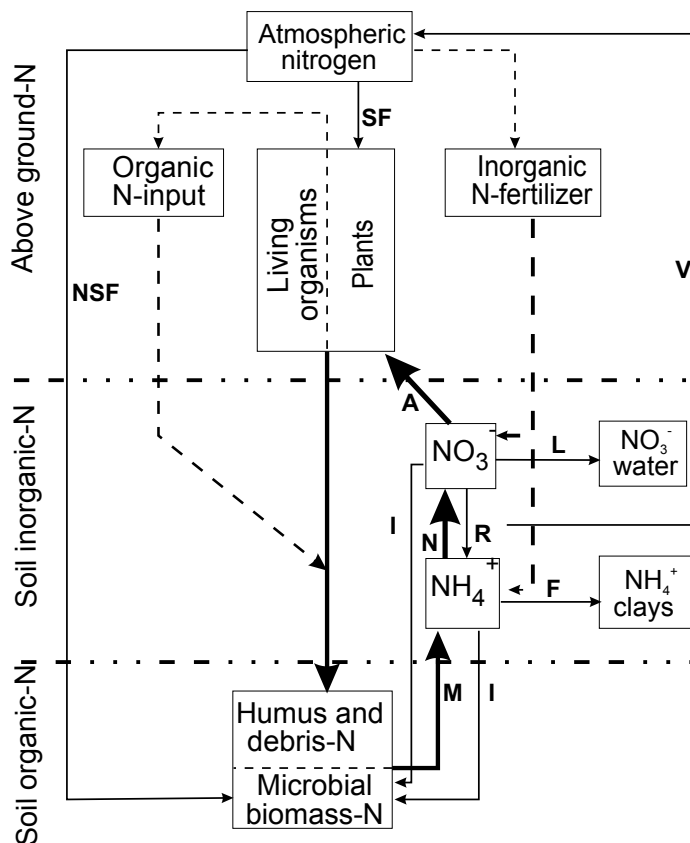 Above ground-N
Atmospheric
nitrogen
SF
Organic
N-input
Living
organisms
Plants
Inorganic
N-fertilizer
NSF
V
Soil inorganic-N
A
NO₃⁻
L
NO₃⁻
water
I
N
R
NH₄⁺
F
NH₄⁺
clays
Soil organic-N
M
I
Humus and
debris-N
Microbial
biomass-N